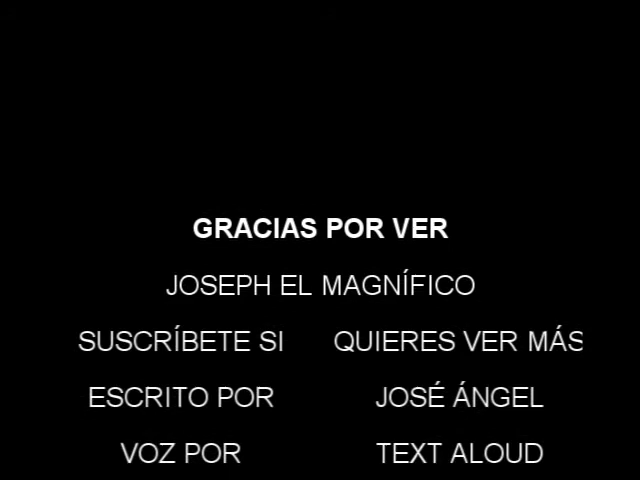 GRACIAS POR VER
JOSEPH EL MAGNÍFICO
SUSCRÍBETE SI QUIERES VER MÁS
ESCRITO POR JOSÉ ÁNGEL
VOZ POR TEXT ALOUD